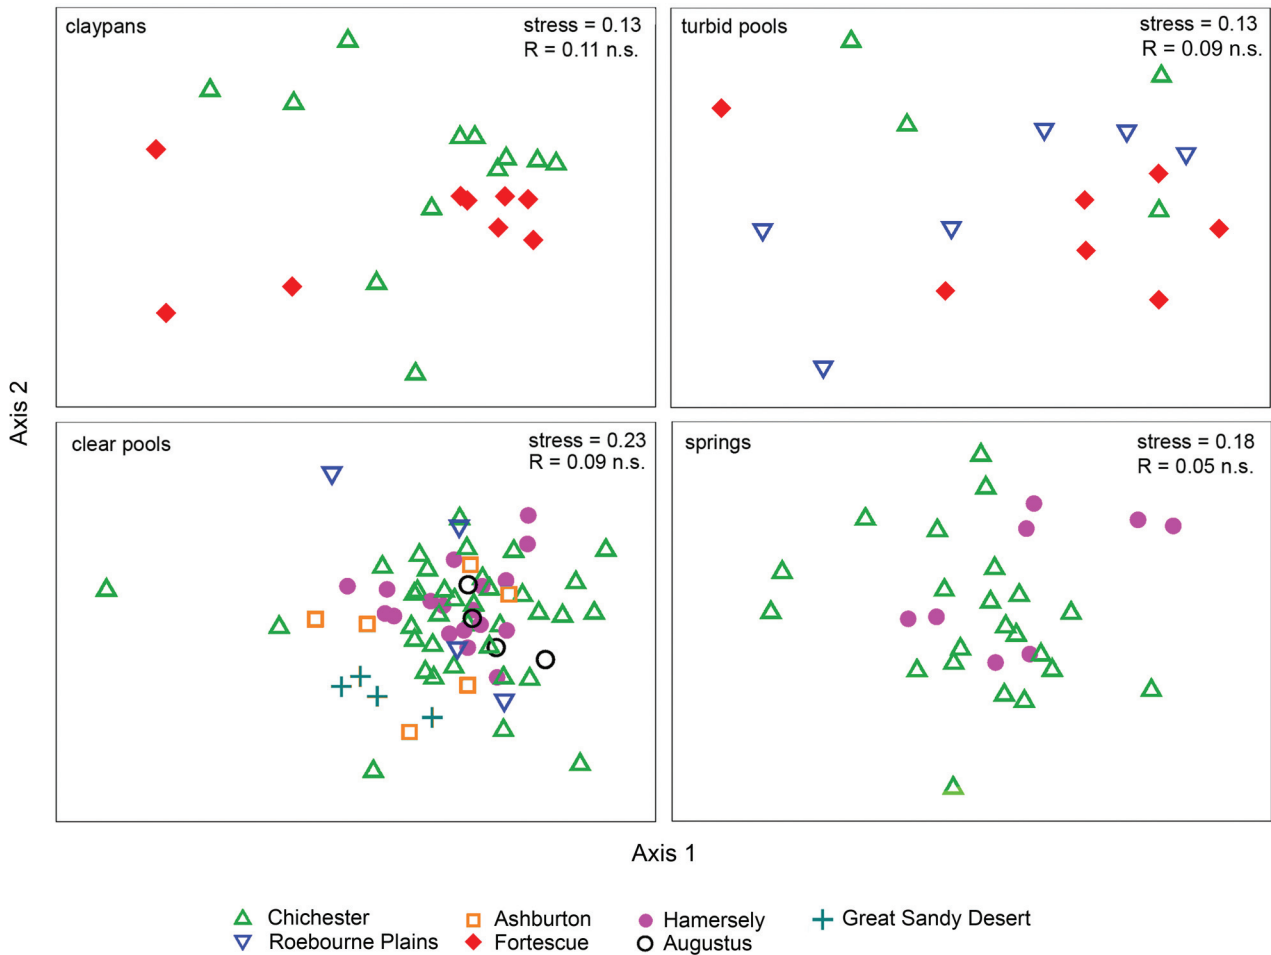 claypans
stress = 0.13
R = 0.11 n.s.
turbid pools
stress = 0.13
R = 0.09 n.s.
Axis 2
clear pools
stress = 0.23
R = 0.09 n.s.
springs
stress = 0.18
R = 0.05 n.s.
Axis 1
Chichester
Ashburton
Hamersely
Great Sandy Desert
Roebourne Plains
Fortescue
Augustus